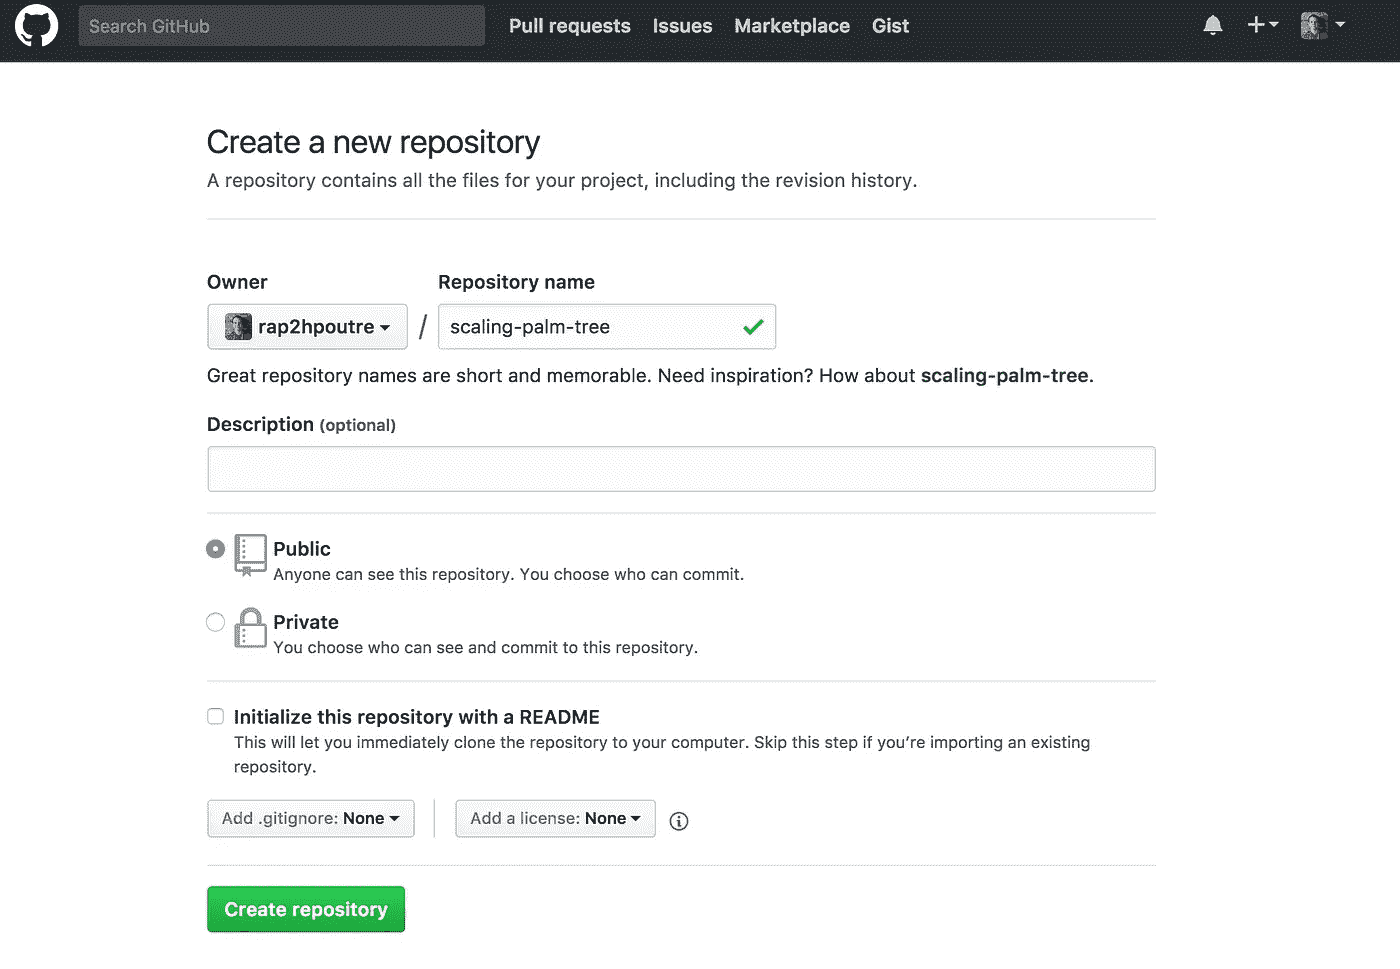 Search GitHub Pull requests Issues Marketplace Gist
Create a new repository
A repository contains all the files for your project, including the revision history.
Owner Repository name
rap2hpoutre / scaling-palm-tree
Great repository names are short and memorable. Need inspiration? How about scaling-palm-tree.
Description (optional)
Public
Anyone can see this repository. You choose who can commit.
Private
You choose who can see and commit to this repository.
Initialize this repository with a README
This will let you immediately clone the repository to your computer. Skip this step if you’re importing an existing
repository.
Add .gitignore: None Add a license: None
Create repository